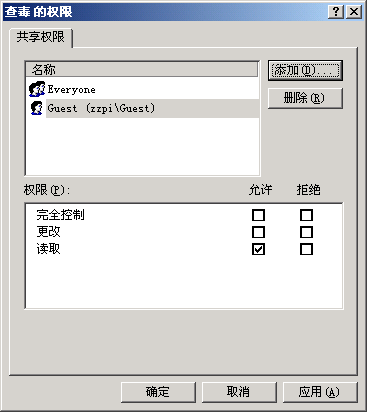 查毒 的权限
共享权限
名称
添加(D)...
Everyone
Guest (zzpi\Guest)
删除(R)
权限(P): 允许 拒绝
完全控制
更改
读取
确定 取消 应用(A)